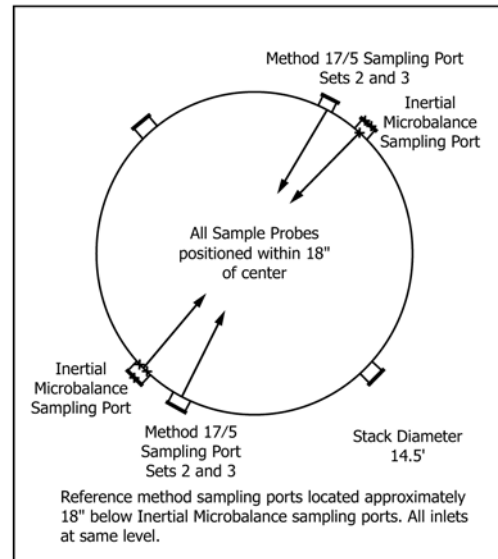 Method 17/5 Sampling Port
Sets 2 and 3
Inertial
Microbalance
Sampling Port
All Sample Probes
positioned within 18"
of center
Inertial
Microbalance
Sampling Port
Method 17/5
Sampling Port
Sets 2 and 3
Stack Diameter
14.5'
Reference method sampling ports located approximately
18" below Inertial Microbalance sampling ports. All inlets
at same level.